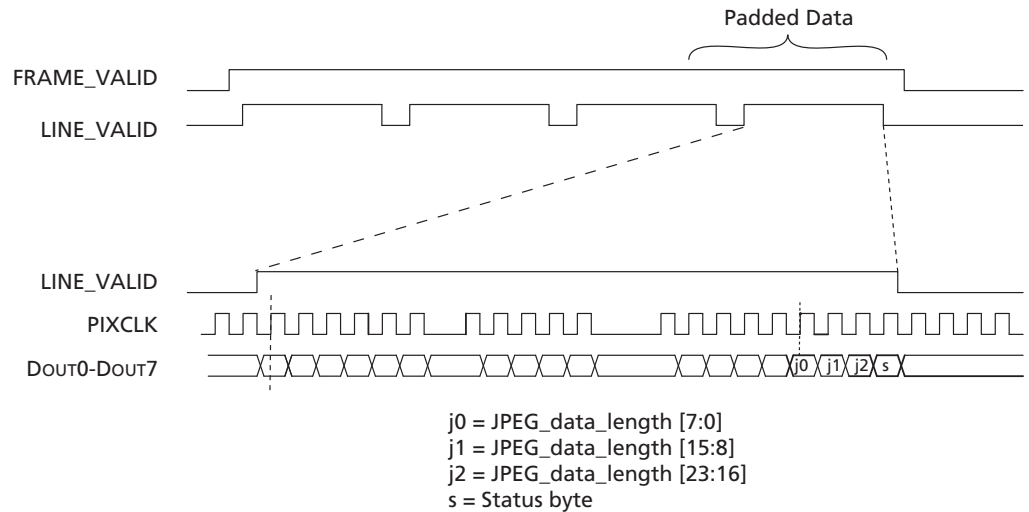 Padded Data
FRAME_VALID
LINE_VALID
LINE_VALID
PIXCLK
DOUT0-DOUT7
j0 j1 j2 s
j0 = JPEG_data_length [7:0]
j1 = JPEG_data_length [15:8]
j2 = JPEG_data_length [23:16]
s = Status byte